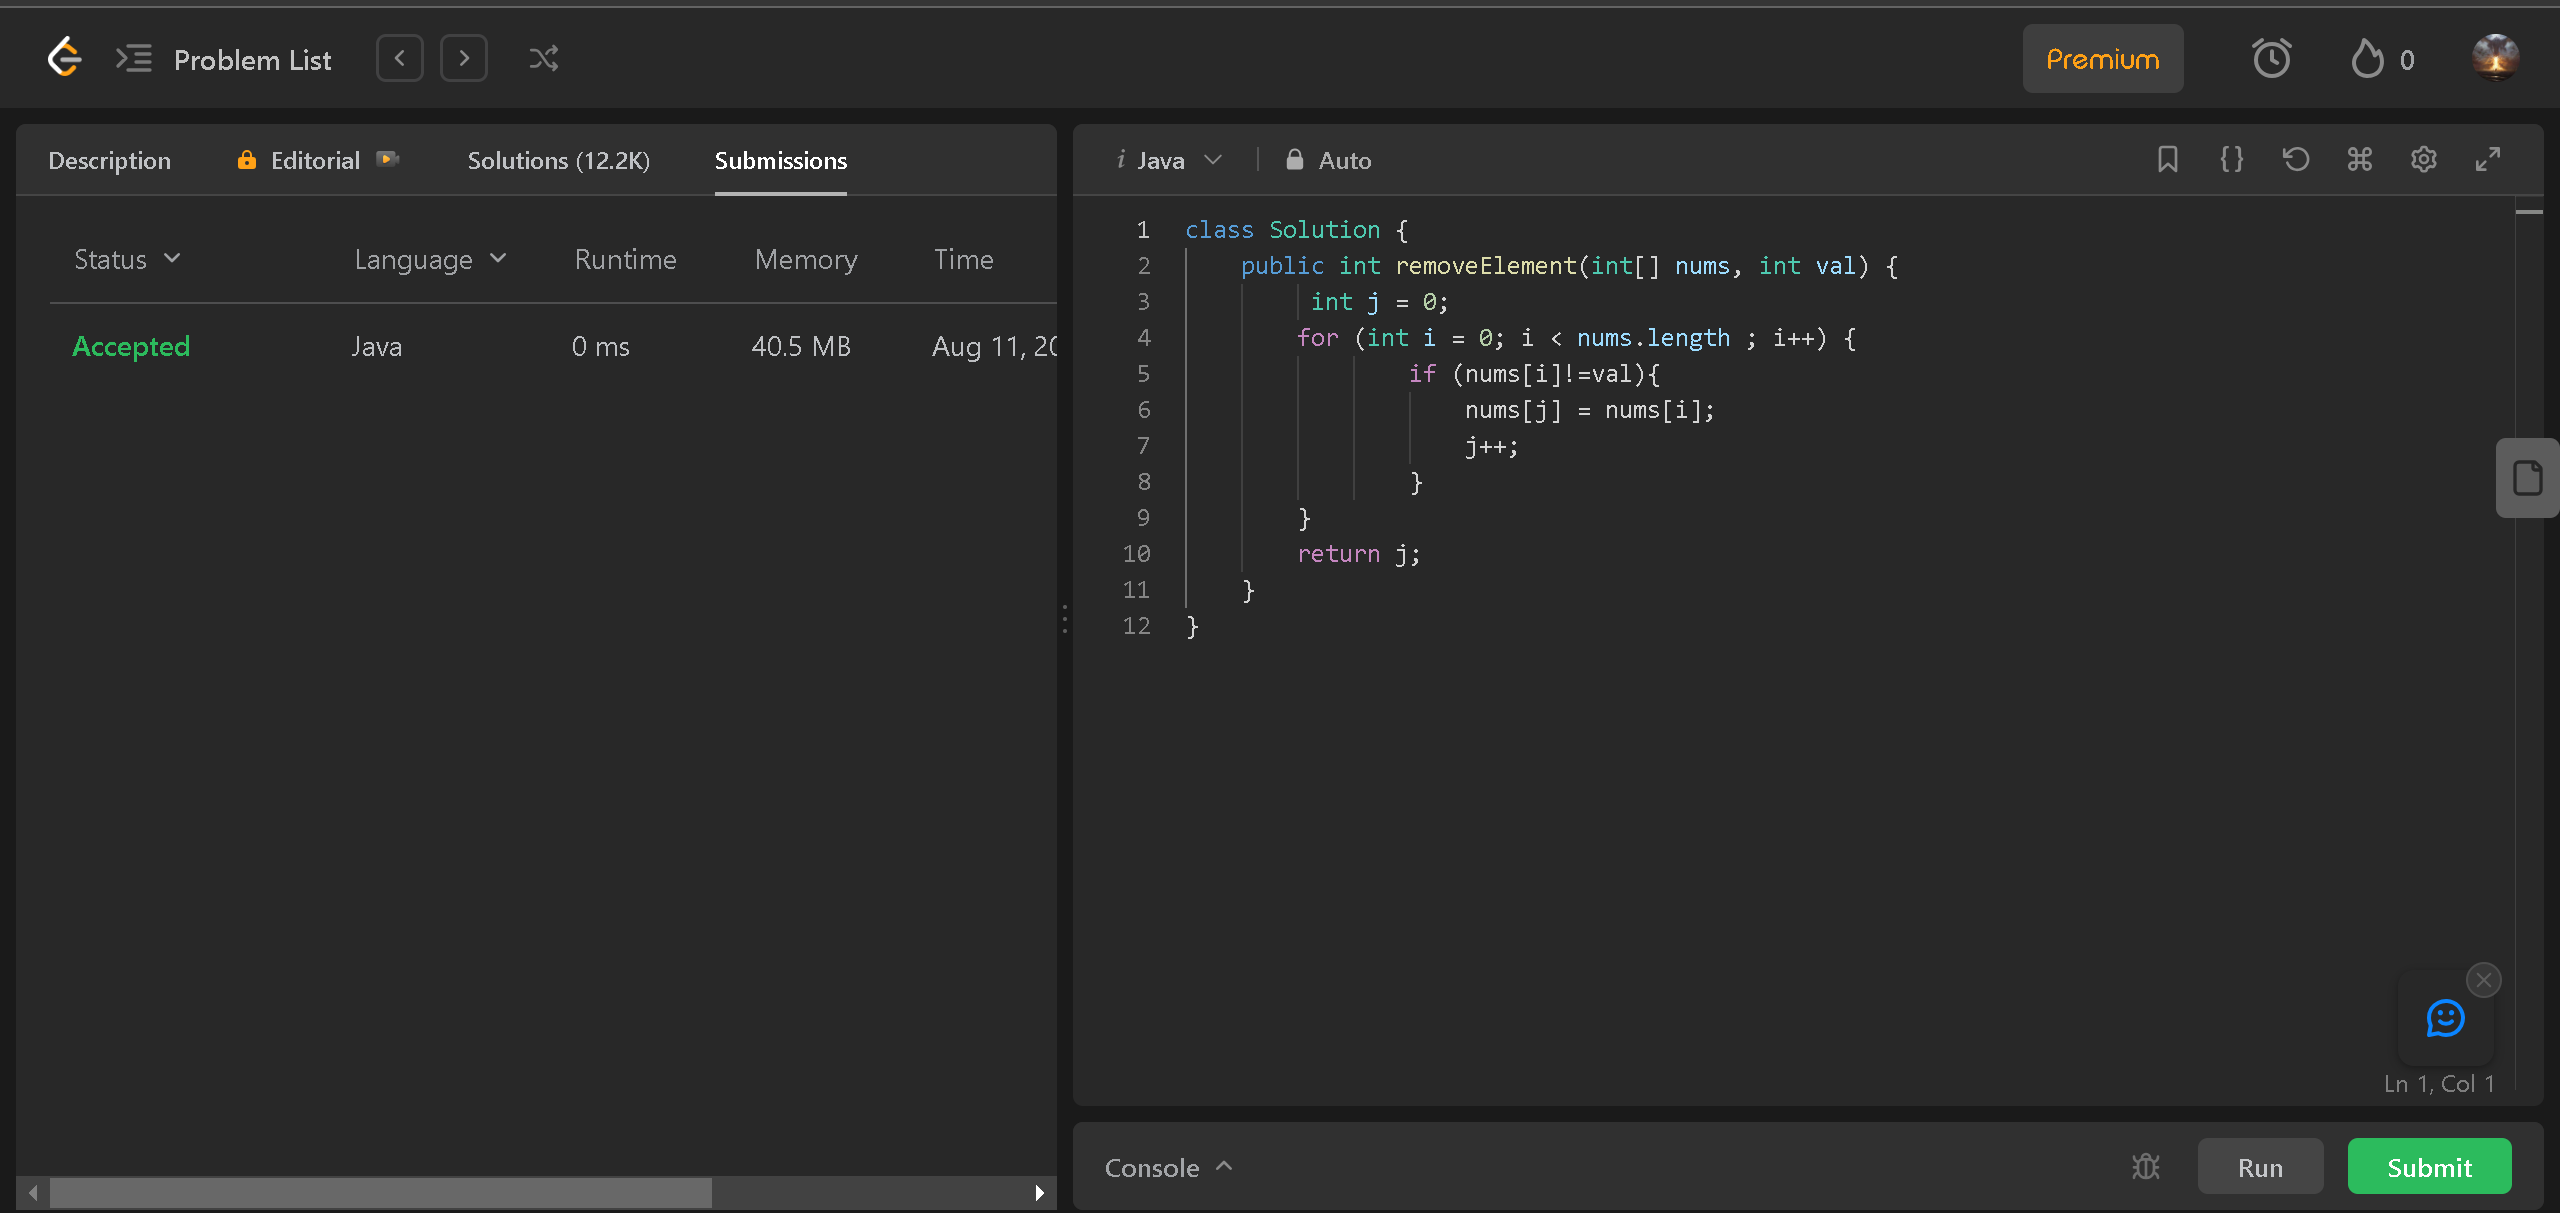 Problem List
Premium
0
Description Editorial Solutions (12.2K) Submissions
Status Language Runtime Memory Time
Accepted Java 0 ms 40.5 MB Aug 11, 20
i Java Auto
1 class Solution {
2 public int removeElement(int[] nums, int val) {
3 int j = 0;
4 for (int i = 0; i < nums.length ; i++) {
5 if (nums[i]!=val){
6 nums[j] = nums[i];
7 j++;
8 }
9 }
10 return j;
11 }
12 }
Ln 1, Col 1
Console
Run
Submit